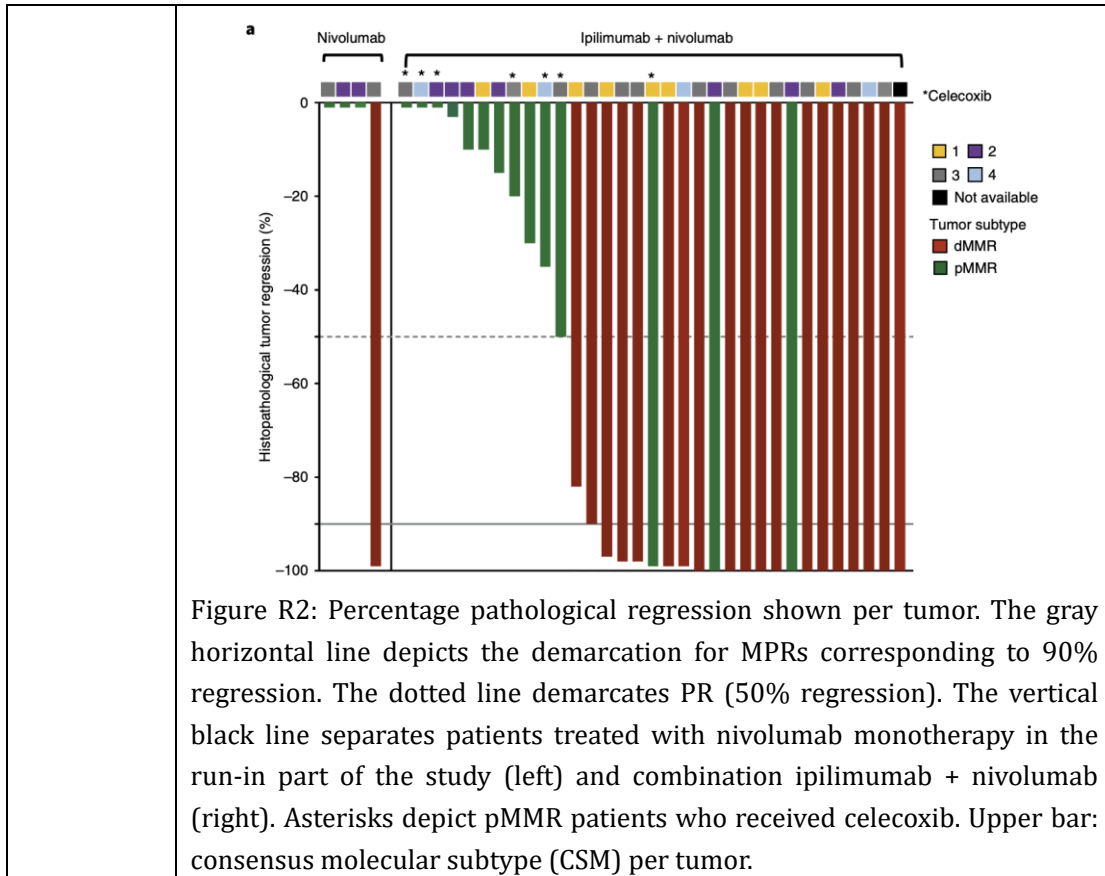 a
Nivolumab
Ipilimumab + nivolumab
* * * * * * *
*Celecoxib
1 2
3 4
Not available
Tumor subtype
dMMR
pMMR
Histopathological tumor regression (%)
0
−20
−40
−60
−80
−100
Figure R2: Percentage pathological regression shown per tumor. The gray
horizontal line depicts the demarcation for MPRs corresponding to 90%
regression. The dotted line demarcates PR (50% regression). The vertical
black line separates patients treated with nivolumab monotherapy in the
run-in part of the study (left) and combination ipilimumab + nivolumab
(right). Asterisks depict pMMR patients who received celecoxib. Upper bar:
consensus molecular subtype (CSM) per tumor.